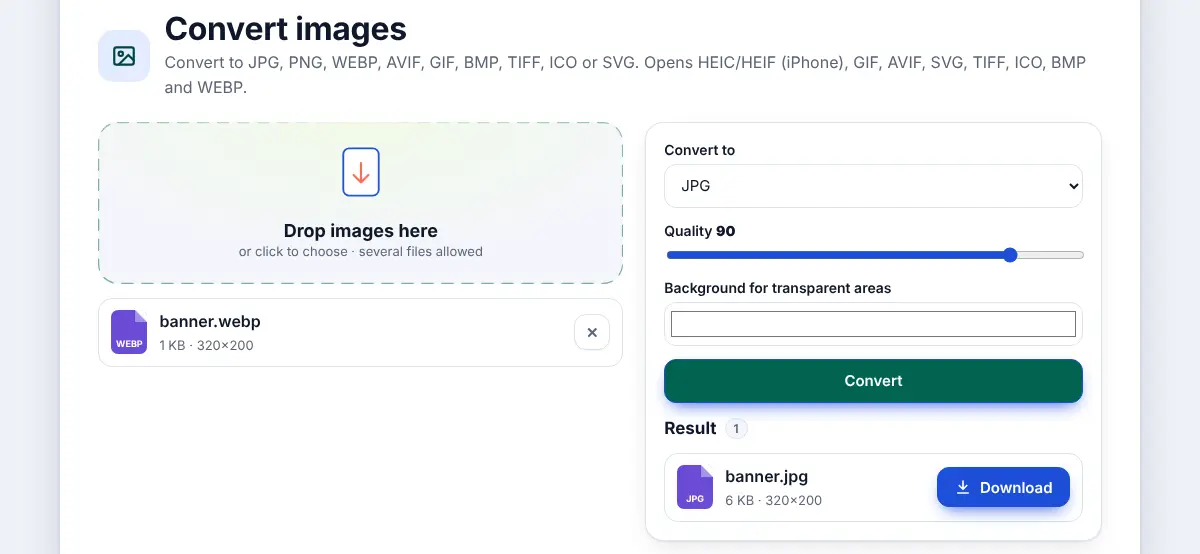 Convert images
Convert to JPG, PNG, WEBP, AVIF, GIF, BMP, TIFF, ICO or SVG. Opens HEIC/HEIF (iPhone), GIF, AVIF, SVG, TIFF, ICO, BMP
and WEBP.
Drop images here
or click to choose · several files allowed
WEBP
banner.webp
1 KB · 320×200
×
Convert to
JPG
Quality 90
Background for transparent areas
Convert
Result 1
JPG
banner.jpg
6 KB · 320×200
Download